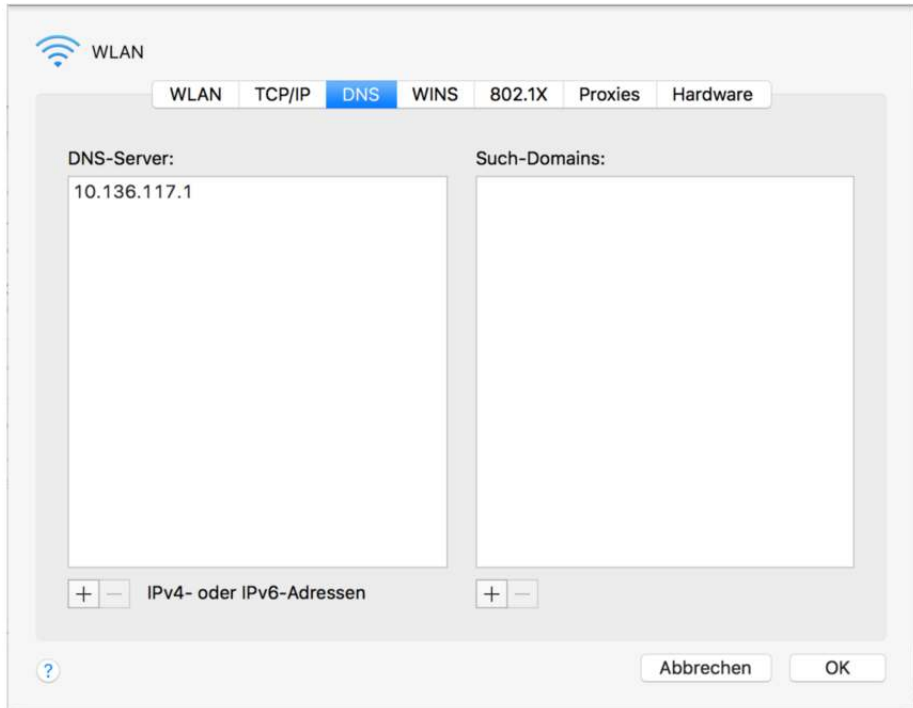 WLAN
WLAN TCP/IP DNS WINS 802.1X Proxies Hardware
DNS-Server:
10.136.117.1
Such-Domains:
+ − IPv4- oder IPv6-Adressen
+ −
? Abbrechen OK